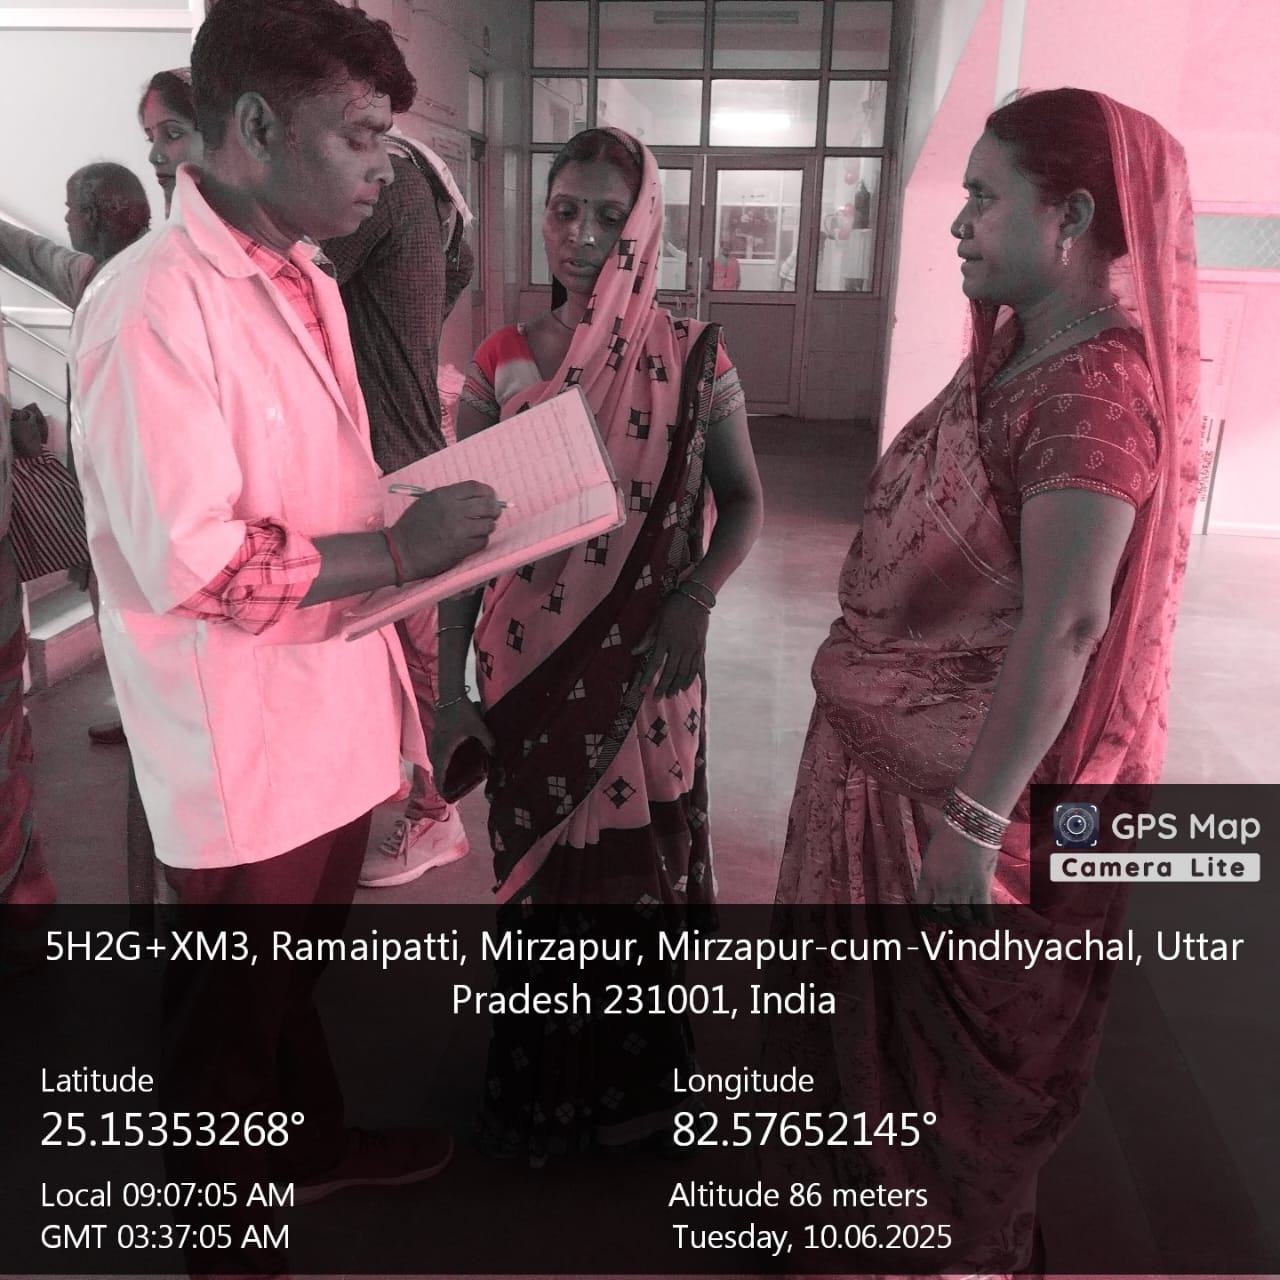 GPS Map
Camera Lite
5H2G+XM3, Ramaipatti, Mirzapur, Mirzapur-cum-Vindhyachal, Uttar
Pradesh 231001, India
Latitude
25.15353268°
Longitude
82.57652145°
Local 09:07:05 AM
GMT 03:37:05 AM
Altitude 86 meters
Tuesday, 10.06.2025